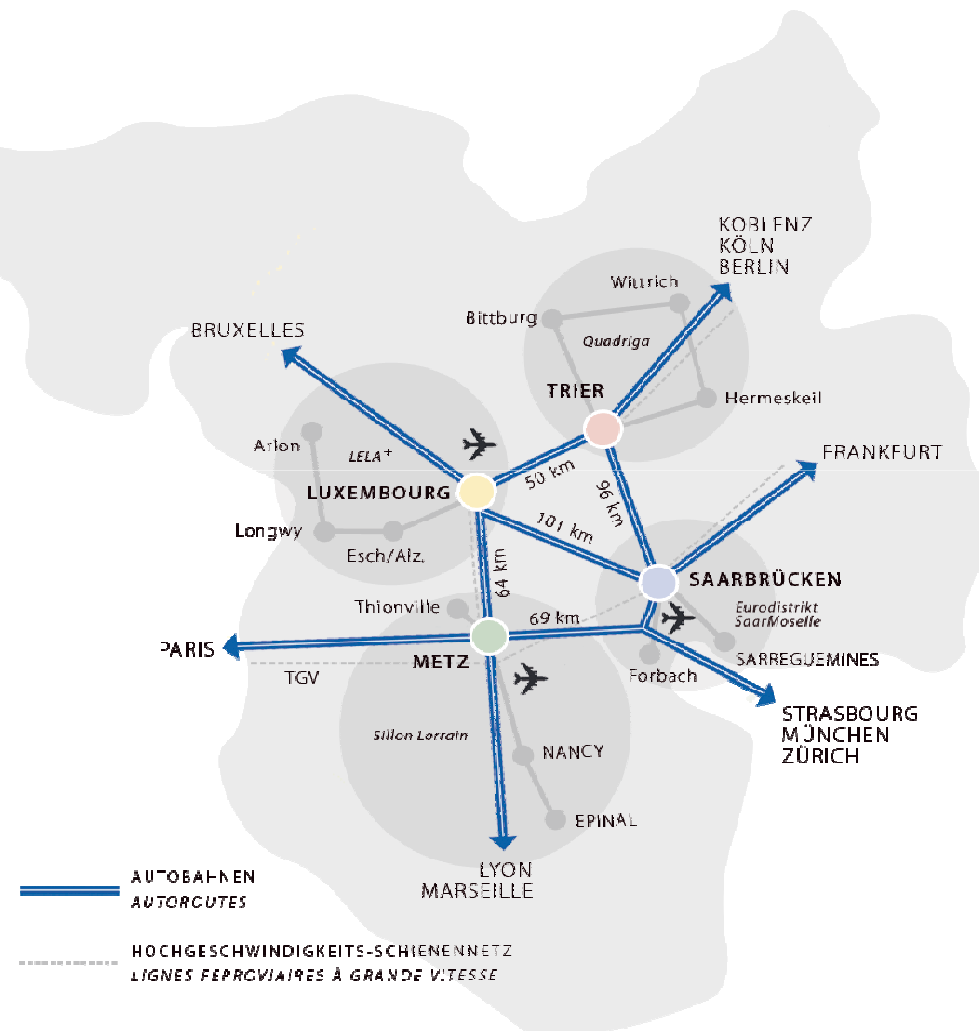 KOBLENZ
KÖLN
BERLIN
Wittrich
Bittburg
BRUXELLES
Quadriga
TRIER
Hermeskeil
Arlon
LELA+
FRANKFURT
50 km
96 km
LUXEMBOURG
101 km
Longwy
Esch/Alz.
64 km
SAARBRÜCKEN
Thionville
69 km
Eurodistrikt
SaarMoselle
PARIS
METZ
SARREGUEMINES
TGV
Forbach
STRASBOURG
MÜNCHEN
ZÜRICH
Sillon Lorrain
NANCY
EPINAL
LYON
MARSEILLE
AUTOBAHNEN
AUTOROUTES
HOCHGESCHWINDIGKEITS-SCHIENENNETZ
LIGNES FERROVIAIRES À GRANDE VITESSE